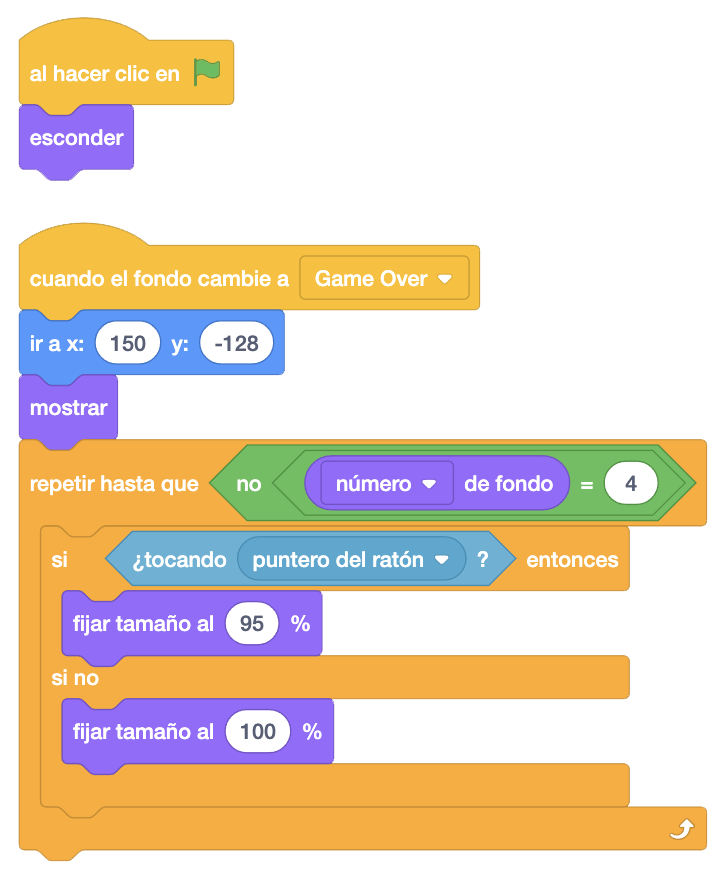 al hacer clic en
esconder
cuando el fondo cambie a Game Over
ir a x: 150 y: -128
mostrar
repetir hasta que no número de fondo = 4
si ¿tocando puntero del ratón ? entonces
fijar tamaño al 95 %
si no
fijar tamaño al 100 %